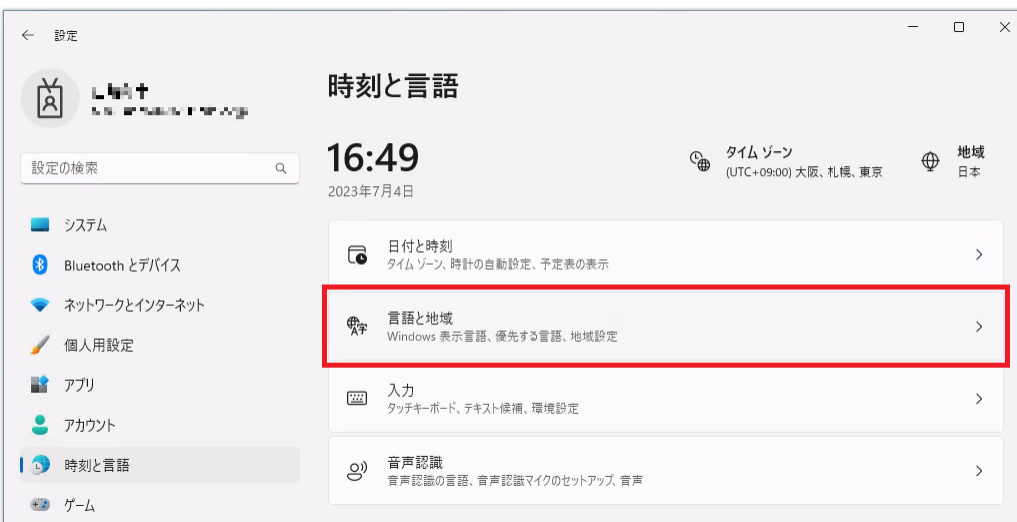 設定
時刻と言語
設定の検索
16:49
2023年7月4日
タイム ゾーン
(UTC+09:00) 大阪、札幌、東京
地域
日本
システム
Bluetooth とデバイス
ネットワークとインターネット
個人用設定
アプリ
アカウント
時刻と言語
ゲーム
日付と時刻
タイム ゾーン、時計の自動設定、予定表の表示
言語と地域
Windows 表示言語、優先する言語、地域設定
入力
タッチキーボード、テキスト候補、環境設定
音声認識
音声認識の言語、音声認識マイクのセットアップ、音声